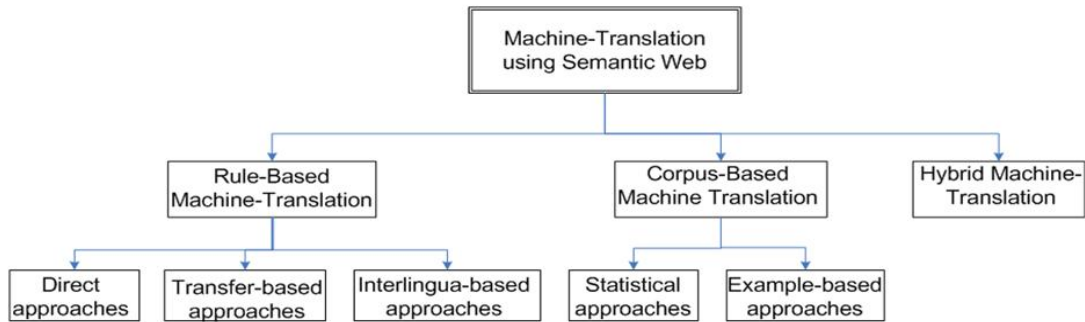 Machine-Translation
using Semantic Web
Rule-Based
Machine-Translation
Corpus-Based
Machine Translation
Hybrid Machine-
Translation
Direct
approaches
Transfer-based
approaches
Interlingua-based
approaches
Statistical
approaches
Example-based
approaches